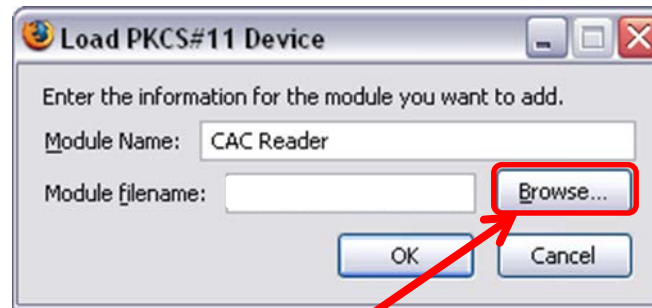 Load PKCS#11 Device
Enter the information for the module you want to add.
Module Name: CAC Reader
Module filename: Browse...
OK Cancel